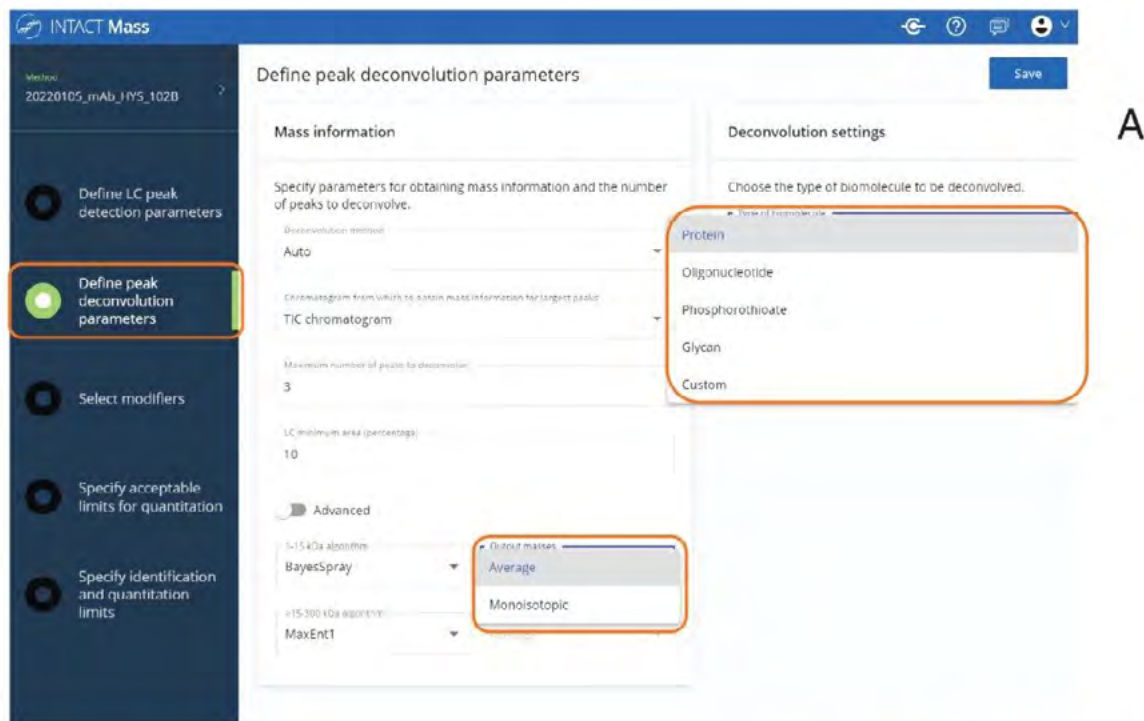 INTACT Mass
Method
20220105_mAb_HYS_102B
Define LC peak
detection parameters
Define peak
deconvolution
parameters
Select modifiers
Specify acceptable
limits for quantitation
Specify identification
and quantitation
limits
Define peak deconvolution parameters
Save
Mass information
Specify parameters for obtaining mass information and the number
of peaks to deconvolve.
Deconvolution method
Auto
Chromatogram from which to obtain mass information for largest peaks
TIC chromatogram
Maximum number of peaks to deconvolve
3
LC minimum area (percentage)
10
Advanced
1-15 kDa algorithm
BayesSpray
Output masses
Average
Monoisotopic
>15-300 kDa algorithm
MaxEnt1
Deconvolution settings
Choose the type of biomolecule to be deconvolved.
Type of biomolecule
Protein
Oligonucleotide
Phosphorothioate
Glycan
Custom
A